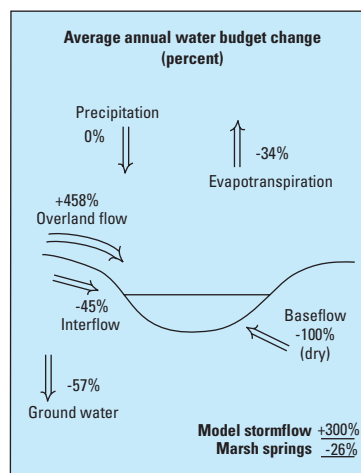 Average annual water budget change
(percent)
Precipitation
0%
-34%
Evapotranspiration
+458%
Overland flow
-45%
Interflow
Baseflow
-100%
(dry)
-57%
Ground water
Model stormflow +300%
Marsh springs -26%